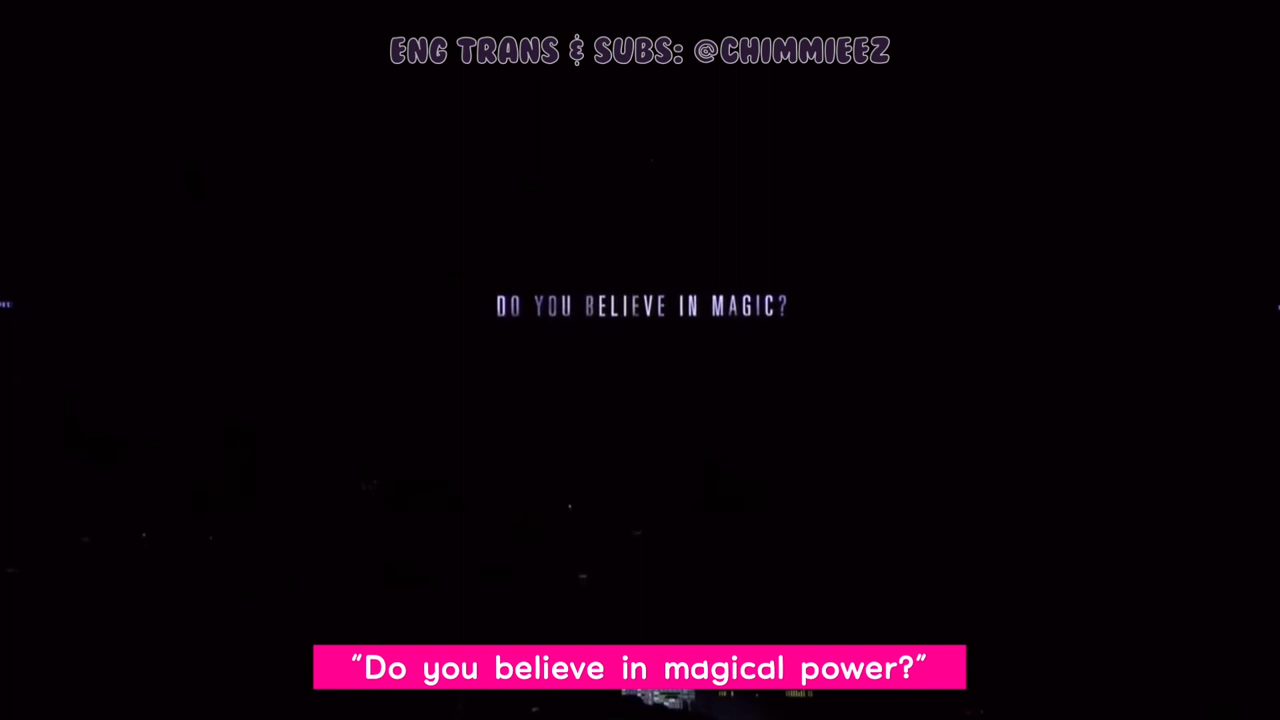 ENG TRANS & SUBS: @CHIMMIEEZ
DO YOU BELIEVE IN MAGIC?
“Do you believe in magical power?”